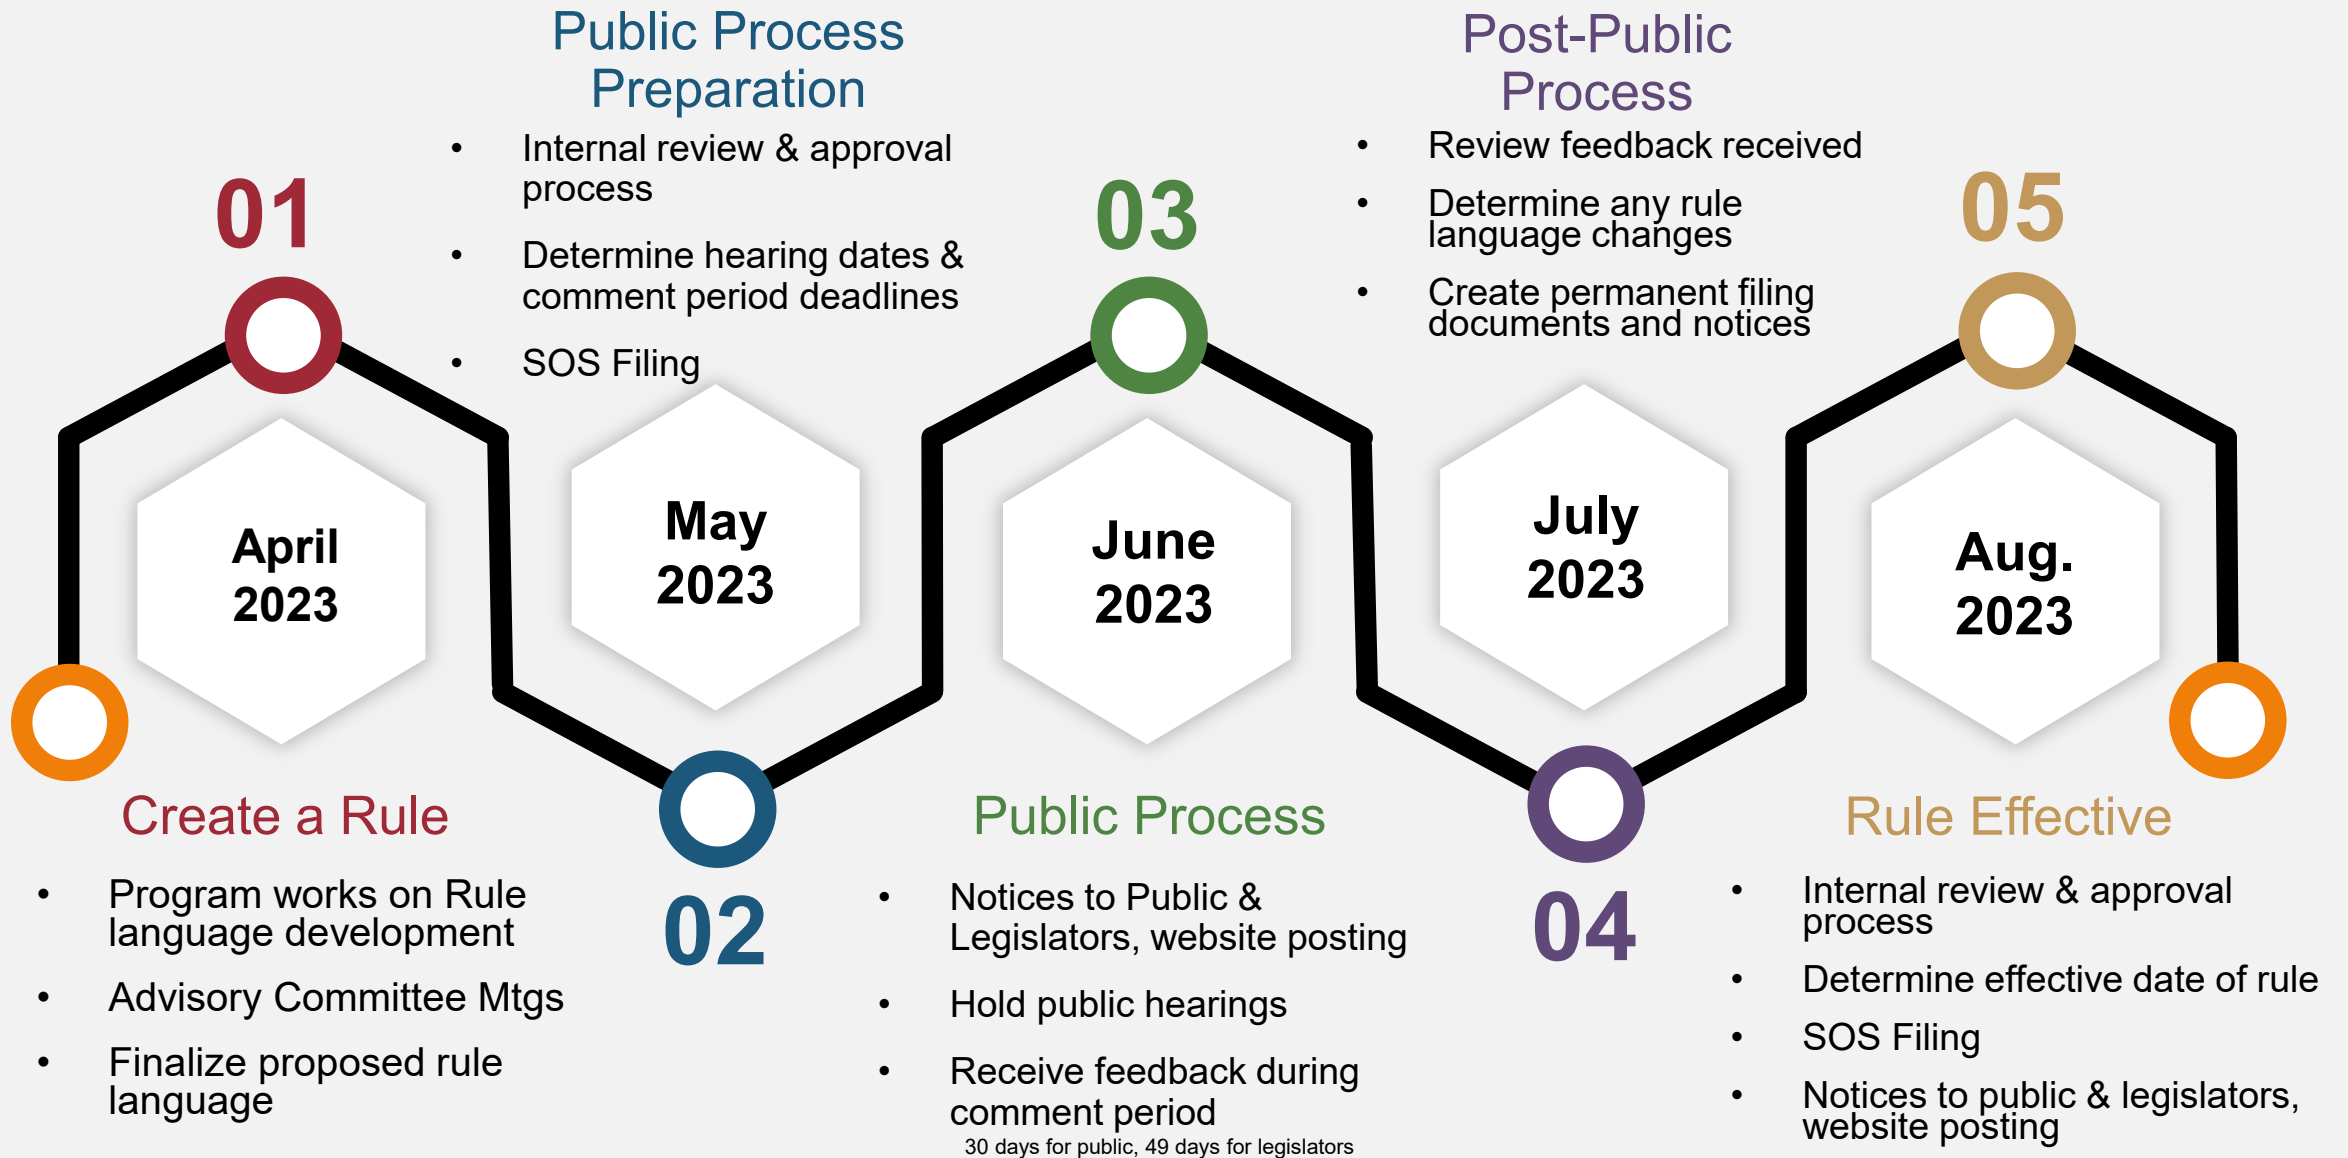 01
April
2023
Create a Rule
• Program works on Rule
language development
• Advisory Committee Mtgs
• Finalize proposed rule
language
Public Process
Preparation
• Internal review & approval
process
• Determine hearing dates &
comment period deadlines
• SOS Filing
May
2023
02
03
June
2023
Public Process
• Notices to Public &
Legislators, website posting
• Hold public hearings
• Receive feedback during
comment period
30 days for public, 49 days for legislators
Post-Public
Process
• Review feedback received
• Determine any rule
language changes
• Create permanent filing
documents and notices
July
2023
04
05
Aug.
2023
Rule Effective
• Internal review & approval
process
• Determine effective date of rule
• SOS Filing
• Notices to public & legislators,
website posting